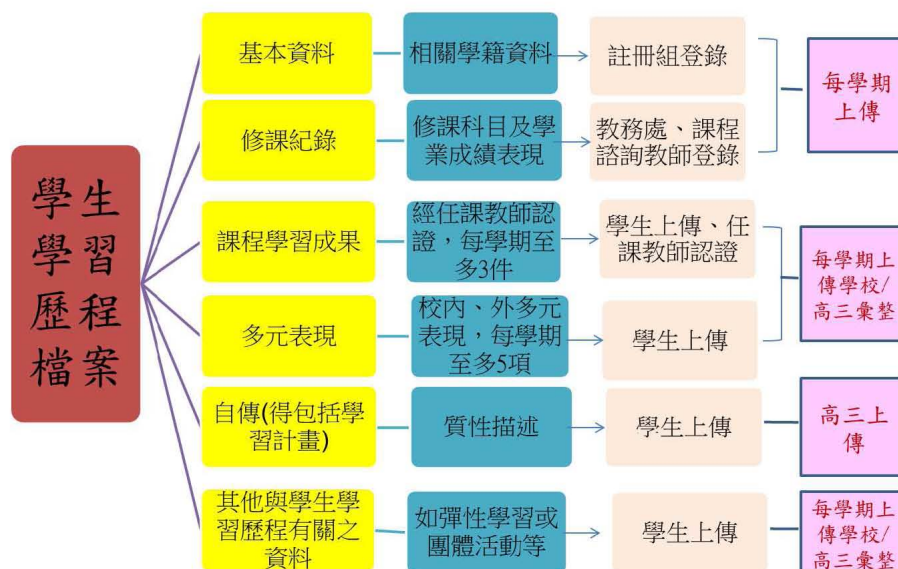 學生
學習
歷程
檔案
基本資料
相關學籍資料
註冊組登錄
每學期
上傳
修課紀錄
修課科目及學
業成績表現
教務處、課程
諮詢教師登錄
課程學習成果
經任課教師認
證，每學期至
多3件
學生上傳、任
課教師認證
每學期上
傳學校/
高三彙整
多元表現
校內、外多元
表現，每學期
至多5項
學生上傳
自傳(得包括學
習計畫)
質性描述
學生上傳
高三上
傳
其他與學生學
習歷程有關之
資料
如彈性學習或
團體活動等
學生上傳
每學期上
傳學校/
高三彙整